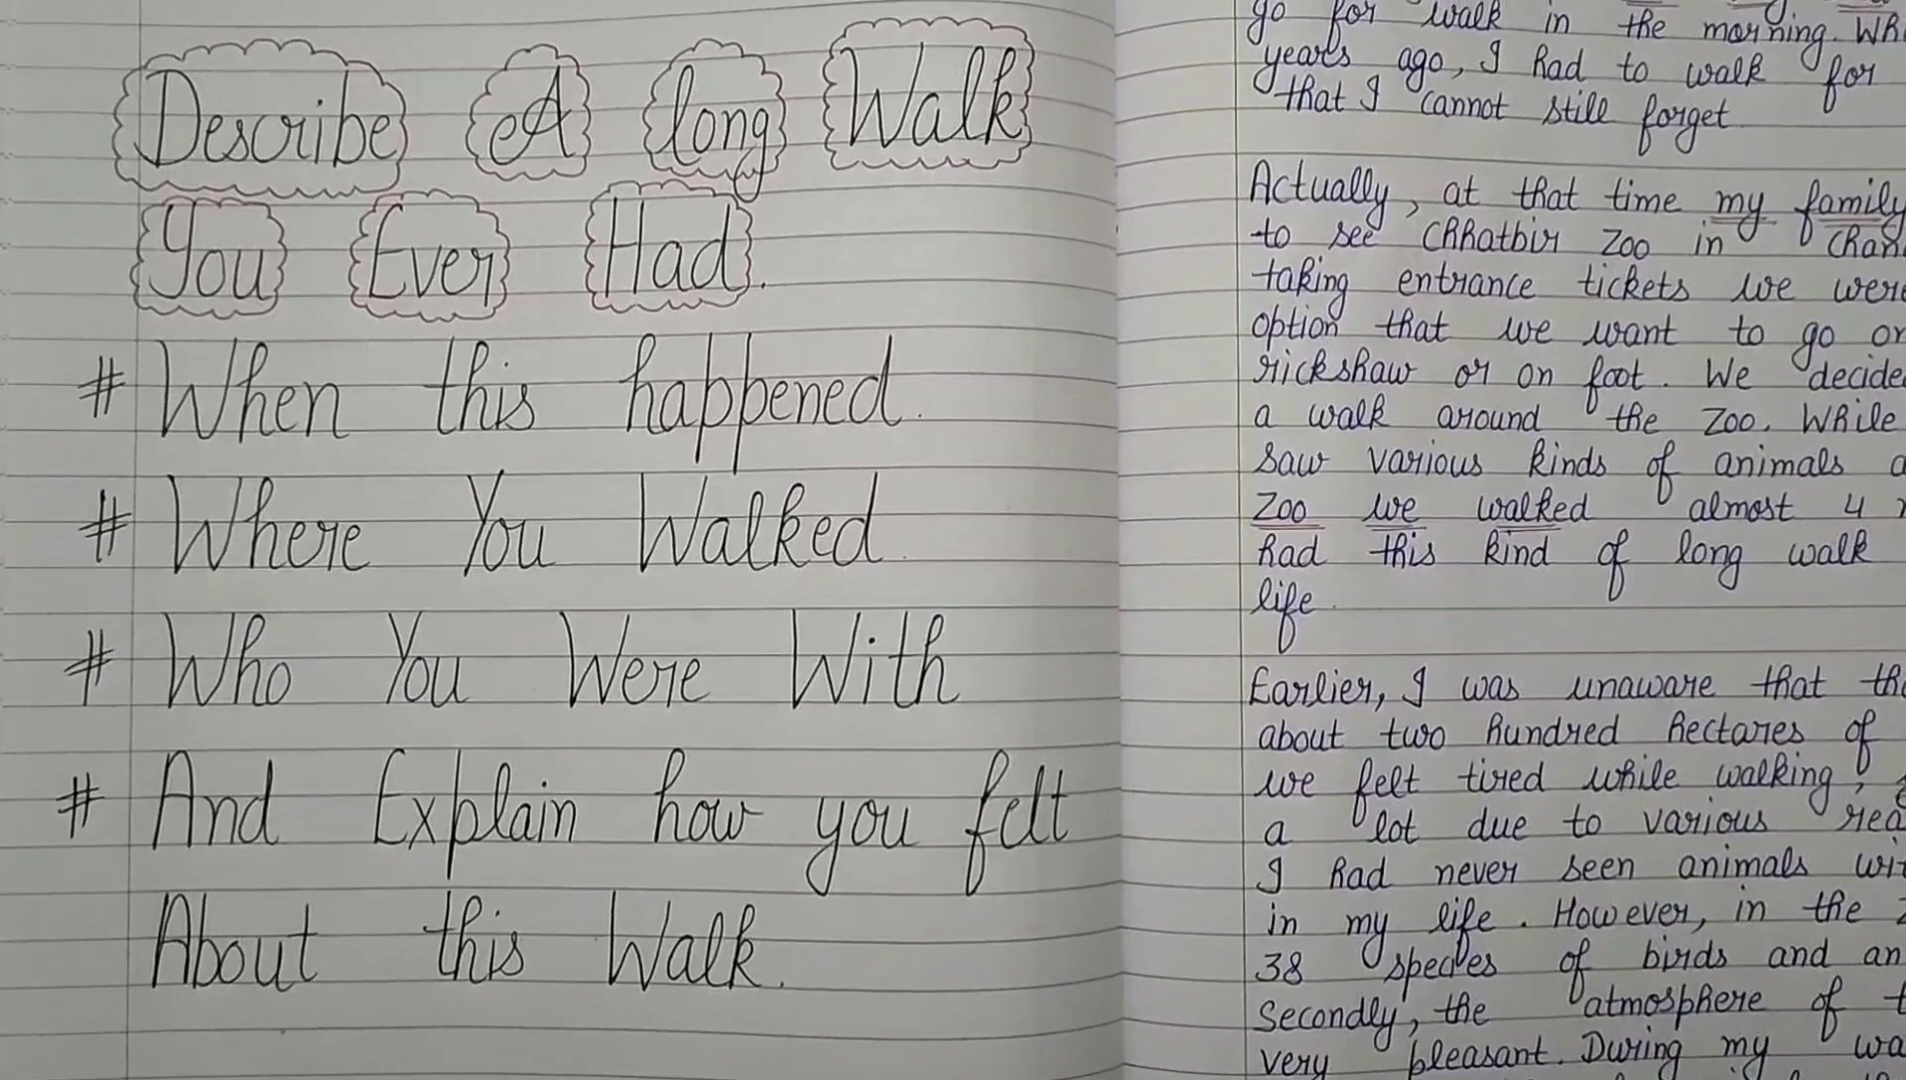 Describe A long Walk
You Ever Had.
# When this happened.
# Where You Walked.
# Who You Were With
# And Explain how you felt
About this Walk.
go for walk in the morning. Wh
years ago, I had to walk for
that I cannot still forget
Actually, at that time my family
to see Chhatbir Zoo in Chan
taking entrance tickets we were
option that we want to go on
rickshaw or on foot. We decide
a walk around the zoo. While
saw various kinds of animals a
zoo we walked almost 4
had this kind of long walk
life.
Earlier, I was unaware that th
about two hundred hectares of
we felt tired while walking,
a lot due to various rea
I had never seen animals wit
in my life. However, in the
38 species of birds and an
Secondly, the atmosphere of t
very pleasant. During my wa